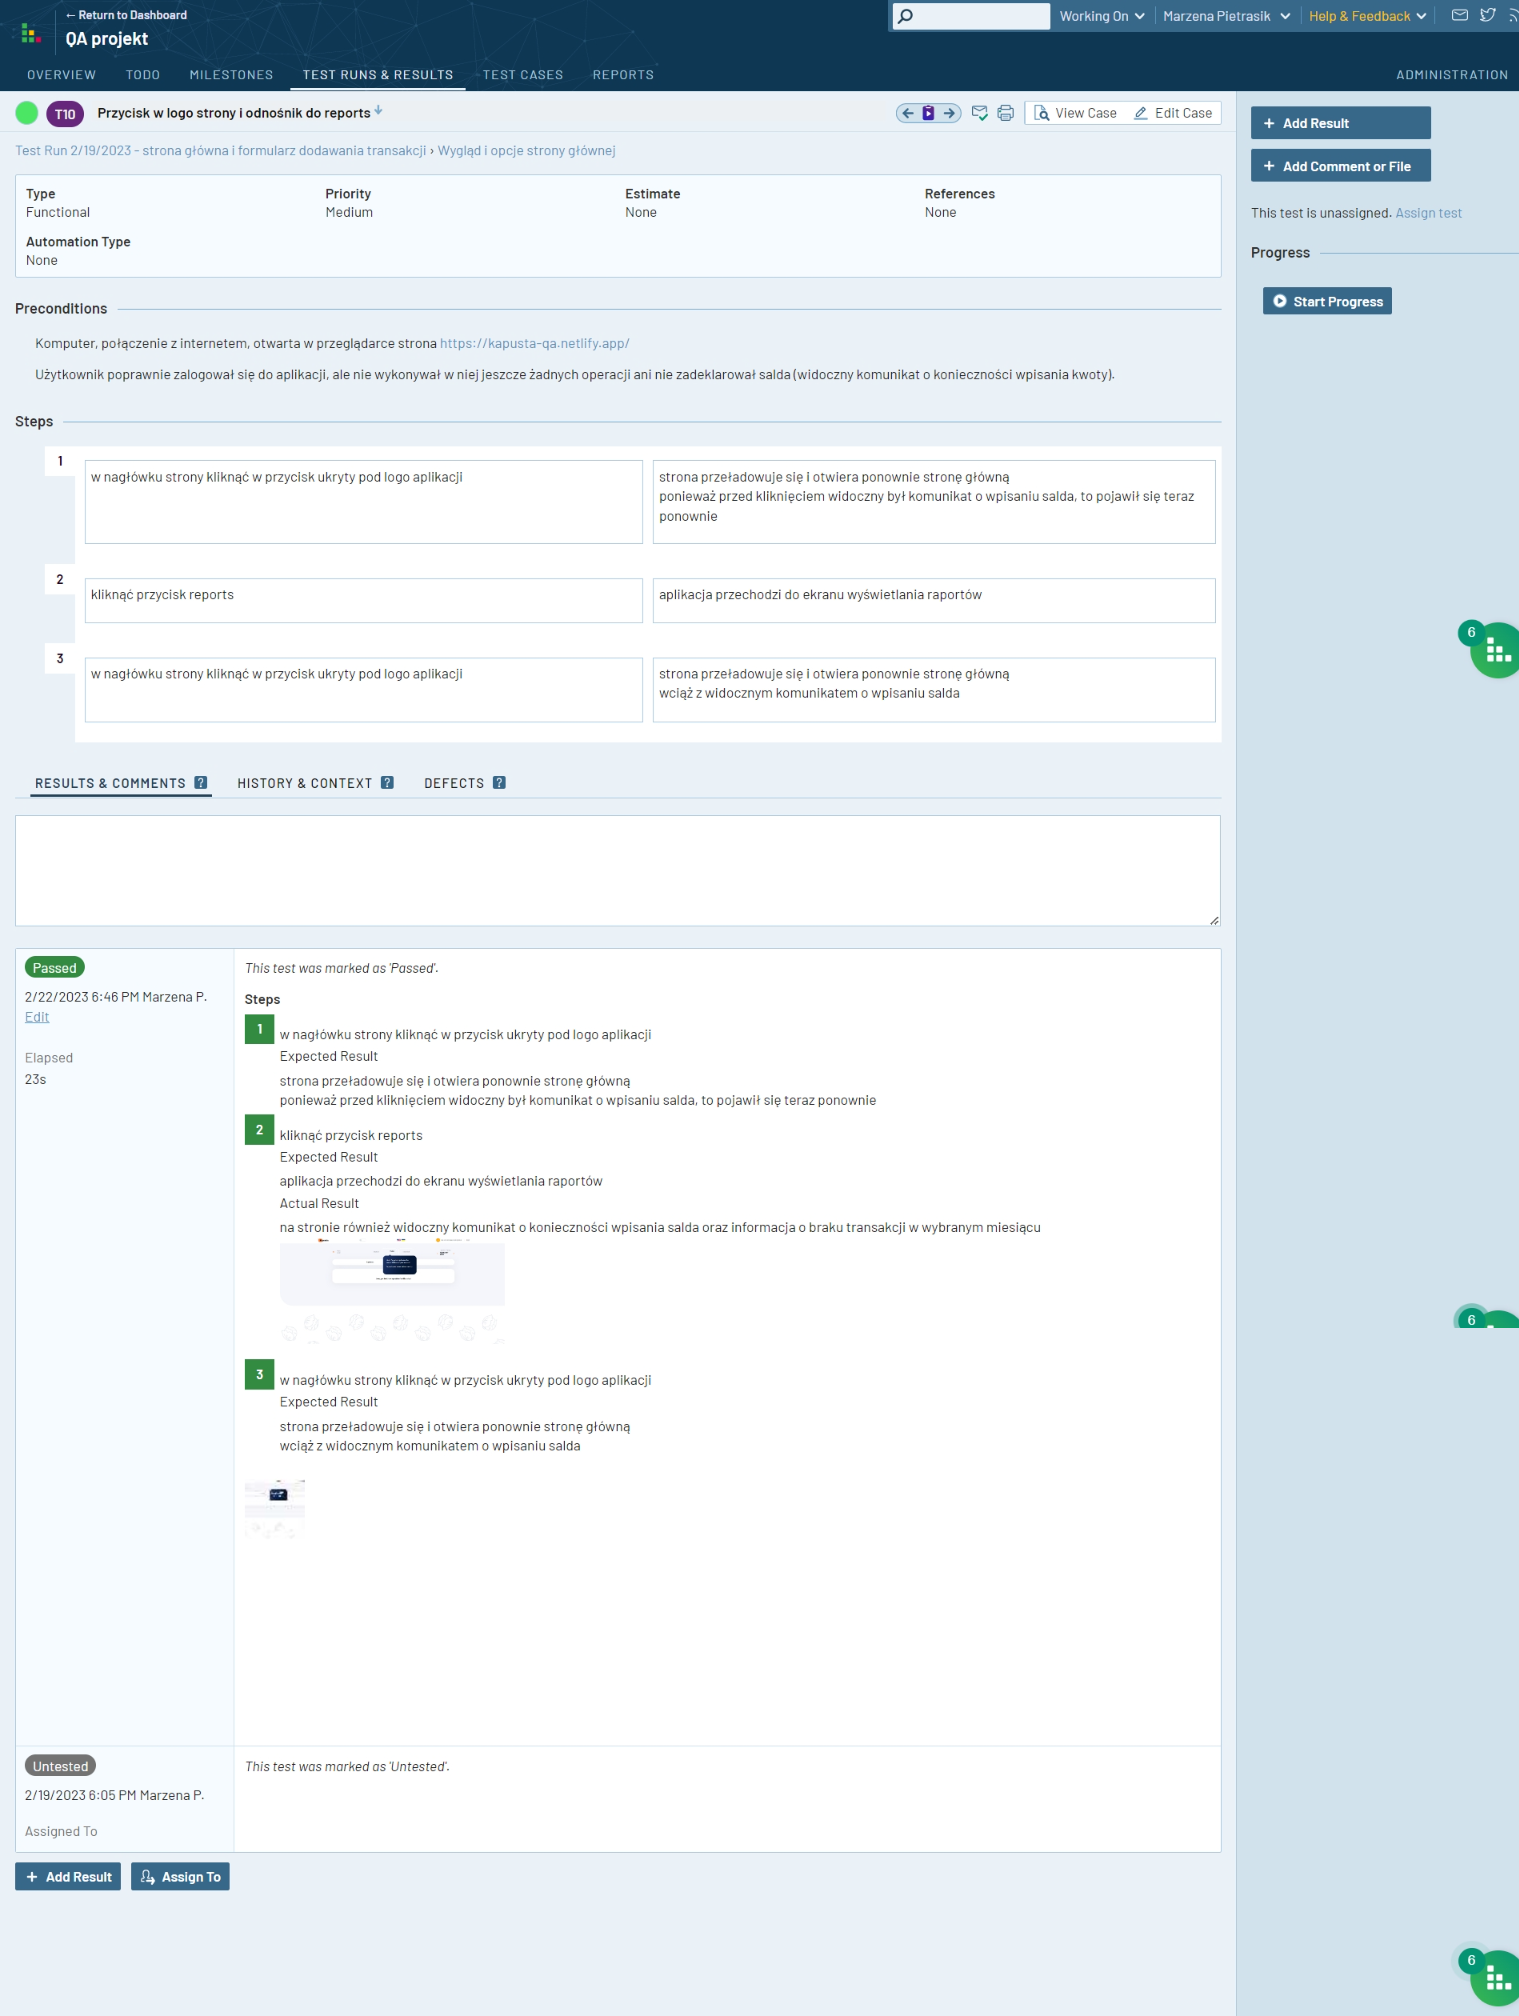 ← Return to Dashboard
QA projekt
Working On
Marzena Pietrasik
Help & Feedback
OVERVIEW
TODO
MILESTONES
TEST RUNS & RESULTS
TEST CASES
REPORTS
ADMINISTRATION
T10
Przycisk w logo strony i odnośnik do reports
View Case
Edit Case
+ Add Result
+ Add Comment or File
This test is unassigned. Assign test
Progress
Start Progress
Test Run 2/19/2023 - strona główna i formularz dodawania transakcji › Wygląd i opcje strony głównej
Type
Functional
Priority
Medium
Estimate
None
References
None
Automation Type
None
Preconditions
Komputer, połączenie z internetem, otwarta w przeglądarce strona https://kapusta-qa.netlify.app/
Użytkownik poprawnie zalogował się do aplikacji, ale nie wykonywał w niej jeszcze żadnych operacji ani nie zadeklarował salda (widoczny komunikat o konieczności wpisania kwoty).
Steps
1
w nagłówku strony kliknąć w przycisk ukryty pod logo aplikacji
strona przeładowuje się i otwiera ponownie stronę główną
ponieważ przed kliknięciem widoczny był komunikat o wpisaniu salda, to pojawił się teraz
ponownie
2
kliknąć przycisk reports
aplikacja przechodzi do ekranu wyświetlania raportów
3
w nagłówku strony kliknąć w przycisk ukryty pod logo aplikacji
strona przeładowuje się i otwiera ponownie stronę główną
wciąż z widocznym komunikatem o wpisaniu salda
6
RESULTS & COMMENTS ?
HISTORY & CONTEXT ?
DEFECTS ?
Passed
2/22/2023 6:46 PM Marzena P.
Edit
Elapsed
23s
This test was marked as 'Passed'.
Steps
1
w nagłówku strony kliknąć w przycisk ukryty pod logo aplikacji
Expected Result
strona przeładowuje się i otwiera ponownie stronę główną
ponieważ przed kliknięciem widoczny był komunikat o wpisaniu salda, to pojawił się teraz ponownie
2
kliknąć przycisk reports
Expected Result
aplikacja przechodzi do ekranu wyświetlania raportów
Actual Result
na stronie również widoczny komunikat o konieczności wpisania salda oraz informacja o braku transakcji w wybranym miesiącu
6
3
w nagłówku strony kliknąć w przycisk ukryty pod logo aplikacji
Expected Result
strona przeładowuje się i otwiera ponownie stronę główną
wciąż z widocznym komunikatem o wpisaniu salda
Untested
2/19/2023 6:05 PM Marzena P.
Assigned To
This test was marked as 'Untested'.
+ Add Result
Assign To
6